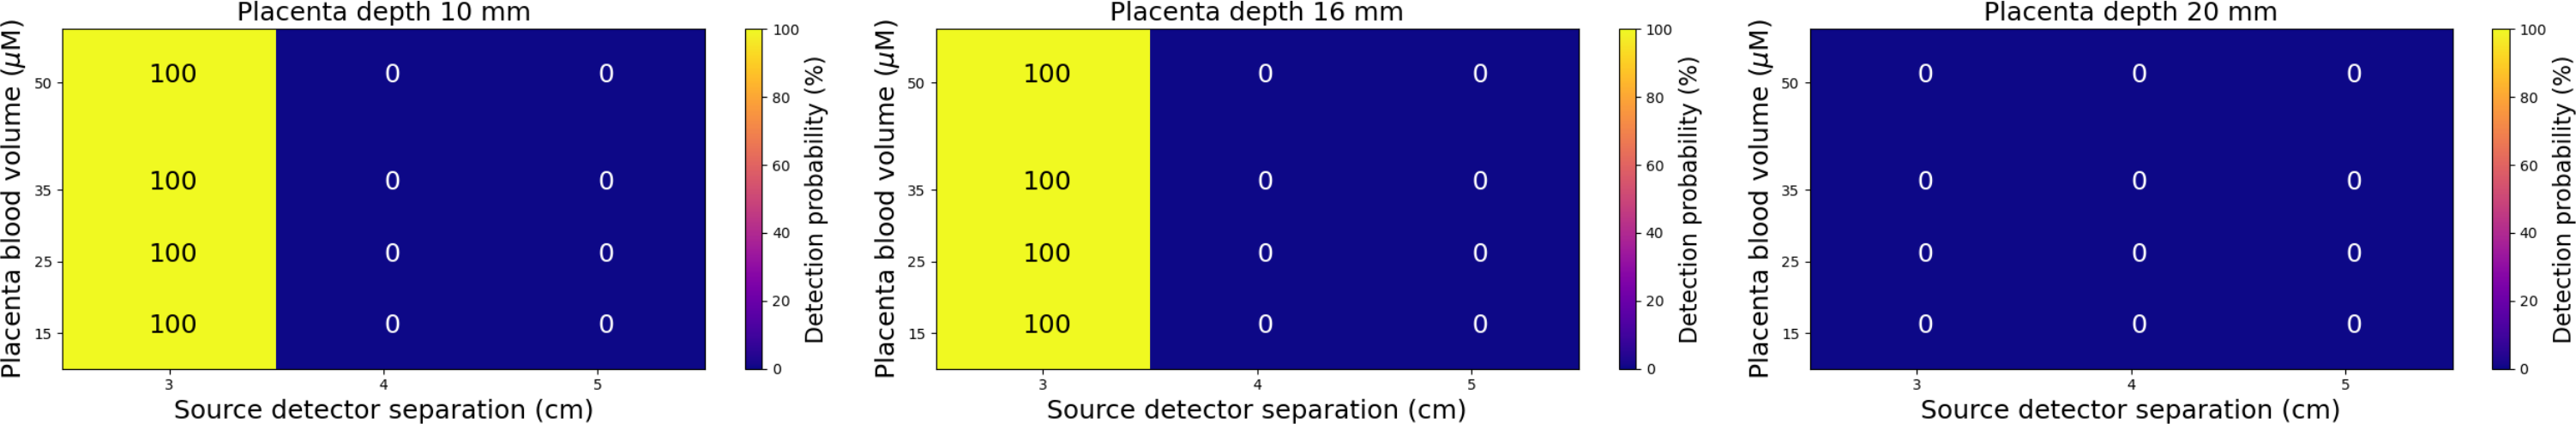 Placenta depth 10 mm
Placenta blood volume (μM)
50
35
25
15
100 0 0
100 0 0
100 0 0
100 0 0
3 4 5
Source detector separation (cm)
100
80
60
40
20
0
Detection probability (%)
Placenta depth 16 mm
Placenta blood volume (μM)
50
35
25
15
100 0 0
100 0 0
100 0 0
100 0 0
3 4 5
Source detector separation (cm)
100
80
60
40
20
0
Detection probability (%)
Placenta depth 20 mm
Placenta blood volume (μM)
50
35
25
15
0 0 0
0 0 0
0 0 0
0 0 0
3 4 5
Source detector separation (cm)
100
80
60
40
20
0
Detection probability (%)